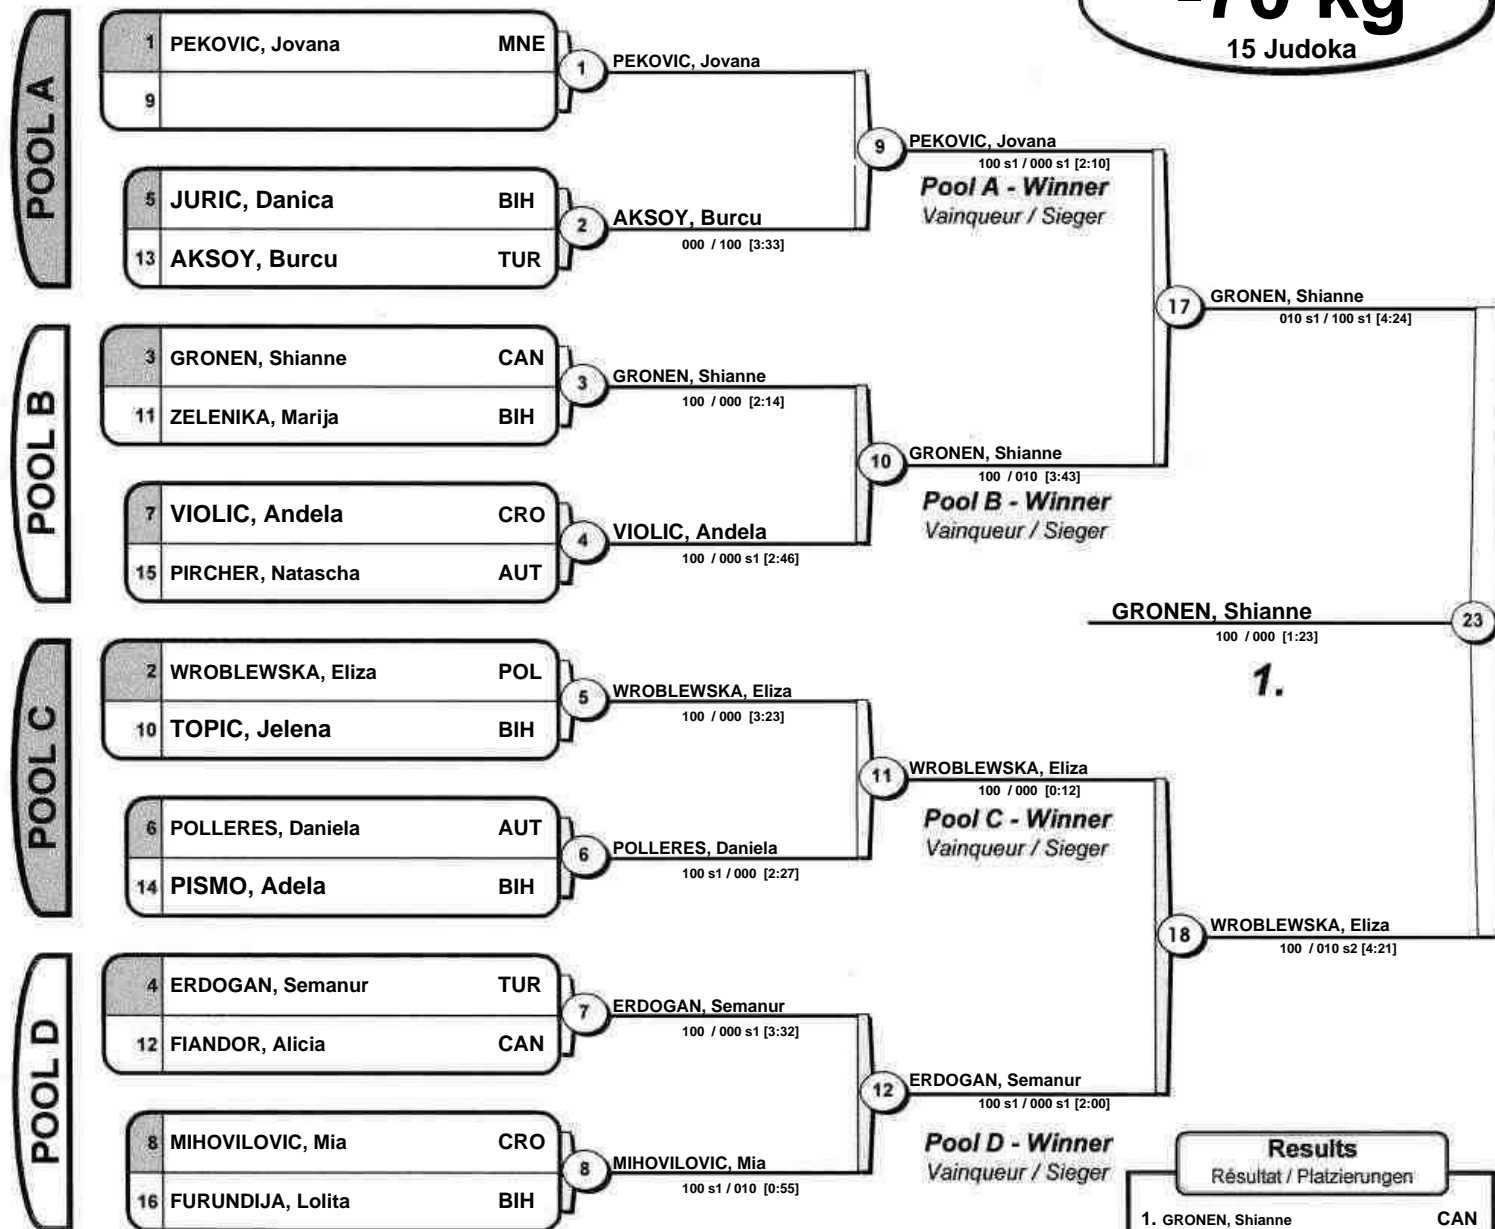 -70 kg
15 Judoka
POOL A
1 PEKOVIC, Jovana MNE
9
1
PEKOVIC, Jovana
5 JURIC, Danica BIH
13 AKSOY, Burcu TUR
2
AKSOY, Burcu
000 / 100 [3:33]
9
PEKOVIC, Jovana
100 s1 / 000 s1 [2:10]
Pool A - Winner
Vainqueur / Sieger
POOL B
3 GRONEN, Shianne CAN
11 ZELENIKA, Marija BIH
3
GRONEN, Shianne
100 / 000 [2:14]
7 VIOLIC, Andela CRO
15 PIRCHER, Natascha AUT
4
VIOLIC, Andela
100 / 000 s1 [2:46]
10
GRONEN, Shianne
100 / 010 [3:43]
Pool B - Winner
Vainqueur / Sieger
17
GRONEN, Shianne
010 s1 / 100 s1 [4:24]
GRONEN, Shianne
23
100 / 000 [1:23]
1.
POOL C
2 WROBLEWSKA, Eliza POL
10 TOPIC, Jelena BIH
5
WROBLEWSKA, Eliza
100 / 000 [3:23]
6 POLLERES, Daniela AUT
14 PISMO, Adela BIH
6
POLLERES, Daniela
100 s1 / 000 [2:27]
11
WROBLEWSKA, Eliza
100 / 000 [0:12]
Pool C - Winner
Vainqueur / Sieger
18
WROBLEWSKA, Eliza
100 / 010 s2 [4:21]
POOL D
4 ERDOGAN, Semanur TUR
12 FIANDOR, Alicia CAN
7
ERDOGAN, Semanur
100 / 000 s1 [3:32]
8 MIHOVILOVIC, Mia CRO
16 FURUNDIJA, Lolita BIH
8
MIHOVILOVIC, Mia
100 s1 / 010 [0:55]
12
ERDOGAN, Semanur
100 s1 / 000 s1 [2:00]
Pool D - Winner
Vainqueur / Sieger
Results
Résultat / Platzierungen
1. GRONEN, Shianne CAN